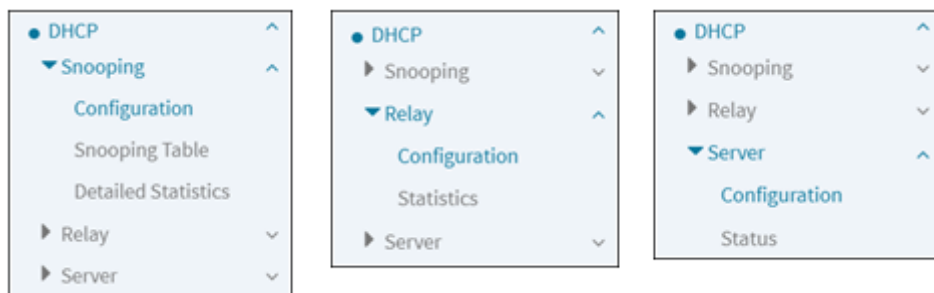 DHCP
Snooping
Configuration
Snooping Table
Detailed Statistics
Relay
Server
DHCP
Snooping
Relay
Configuration
Statistics
Server
DHCP
Snooping
Relay
Server
Configuration
Status